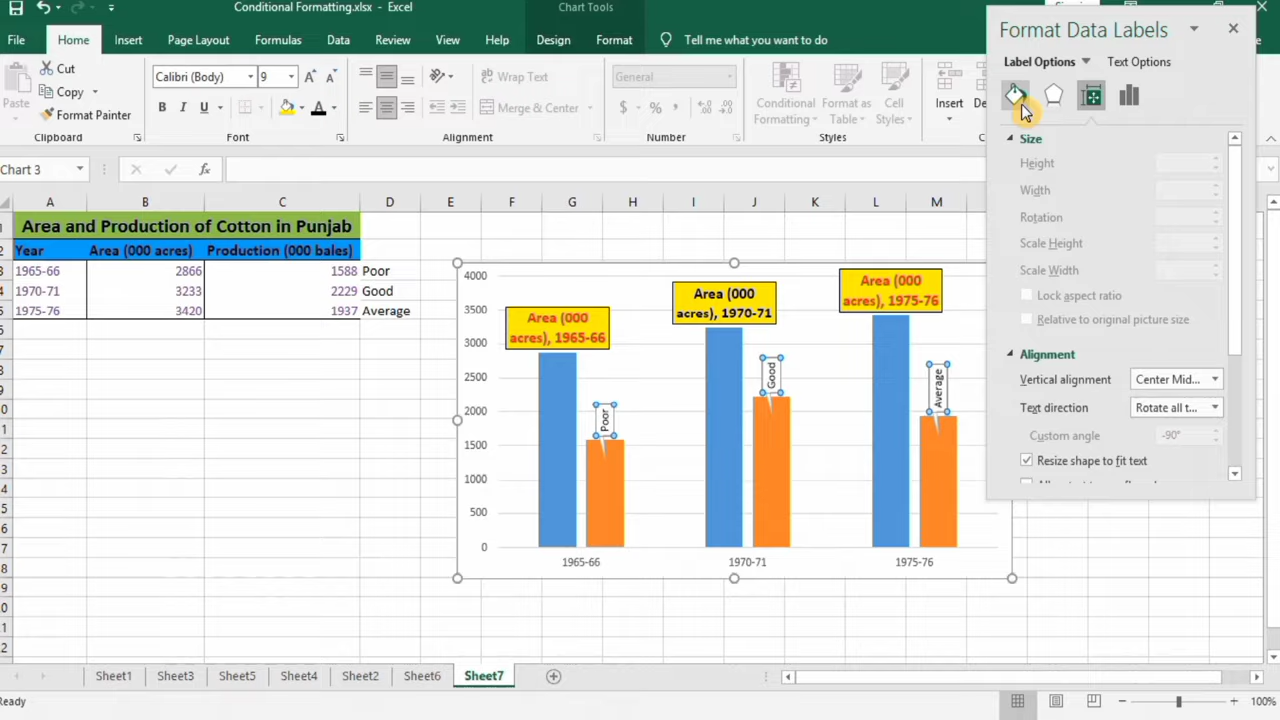 Conditional Formatting.xlsx - Excel
Chart Tools
Format Data Labels
File Home Insert Page Layout Formulas Data Review View Help Design Format Tell me what you want to do
Label Options Text Options
Paste
Cut
Copy
Format Painter
Clipboard
Calibri (Body) 9
B I U A
Font
Wrap Text
Merge & Center
Alignment
General
$ % ,
Number
Conditional Formatting
Format as Table
Cell Styles
Styles
Insert
Chart 3
fx
A B C D E F G H I J K L M
Area and Production of Cotton in Punjab
Year Area (000 acres) Production (000 bales)
1965-66 2866 1588 Poor
1970-71 3233 2229 Good
1975-76 3420 1937 Average
4000
3500
3000
2500
2000
1500
1000
500
0
Area (000
acres), 1965-66
Area (000
acres), 1970-71
Area (000
acres), 1975-76
Poor
Good
Average
1965-66 1970-71 1975-76
Size
Height
Width
Rotation
Scale Height
Scale Width
Lock aspect ratio
Relative to original picture size
Alignment
Vertical alignment Center Mid...
Text direction Rotate all t...
Custom angle -90°
Resize shape to fit text
Sheet1 Sheet3 Sheet5 Sheet4 Sheet2 Sheet6 Sheet7
100%